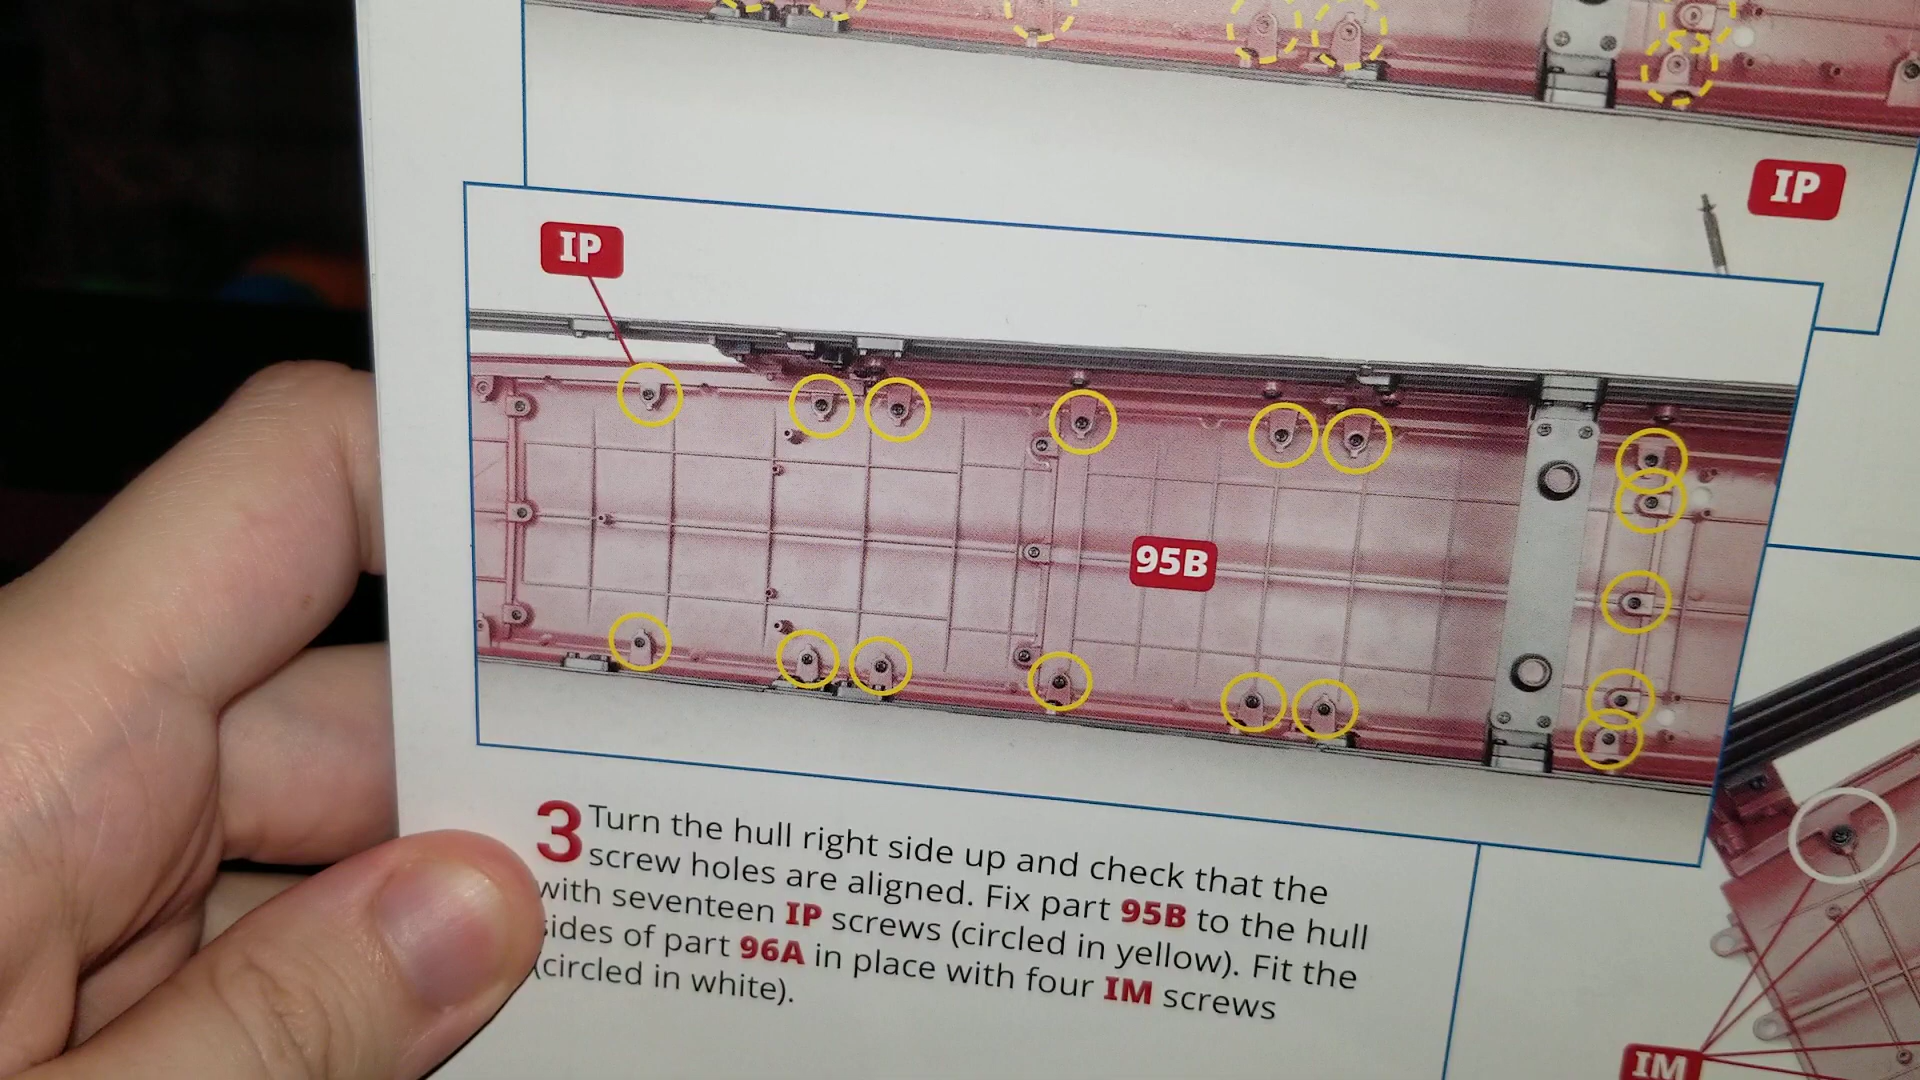 IP
IP
95B
3 Turn the hull right side up and check that the
screw holes are aligned. Fix part 95B to the hull
with seventeen IP screws (circled in yellow). Fit the
sides of part 96A in place with four IM screws
(circled in white).
IM